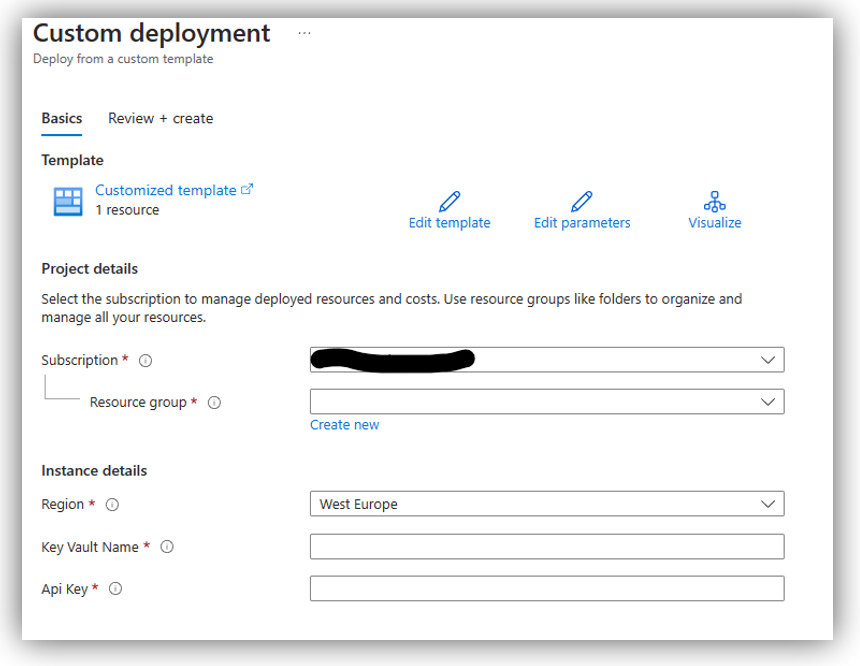 Custom deployment ...
Deploy from a custom template
Basics Review + create
Template
Customized template
1 resource
Edit template Edit parameters Visualize
Project details
Select the subscription to manage deployed resources and costs. Use resource groups like folders to organize and
manage all your resources.
Subscription *
Resource group *
Create new
Instance details
Region * West Europe
Key Vault Name *
Api Key *